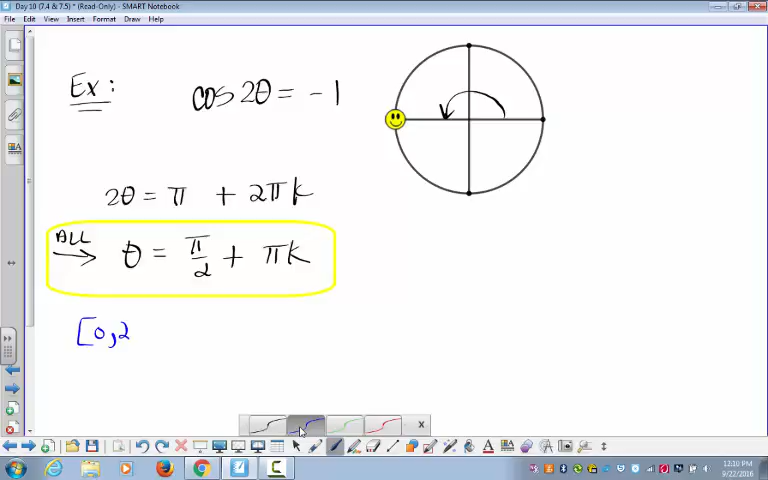 Day 10 (7.4 & 7.5) * (Read-Only) - SMART Notebook
File Edit View Insert Format Draw Help
Ex: cos 2θ = -1
2θ = π + 2πk
ALL θ = π/2 + πk
[0,2
12:10 PM
9/22/2016